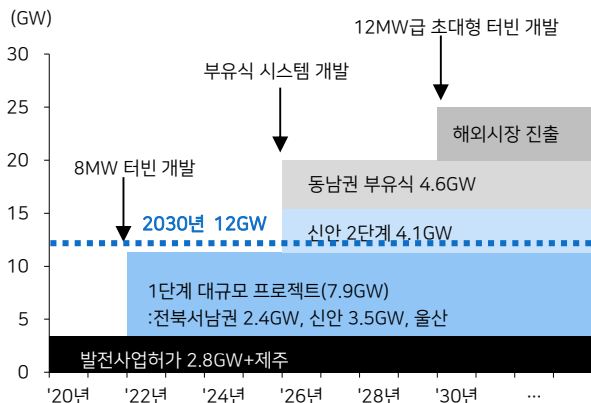 (GW)
30
25
20
15
10
5
0
12MW급 초대형 터빈 개발
부유식 시스템 개발
8MW 터빈 개발
해외시장 진출
동남권 부유식 4.6GW
2030년 12GW
신안 2단계 4.1GW
1단계 대규모 프로젝트(7.9GW)
:전북서남권 2.4GW, 신안 3.5GW, 울산
발전사업허가 2.8GW+제주
'20년 '22년 '24년 '26년 '28년 '30년 …